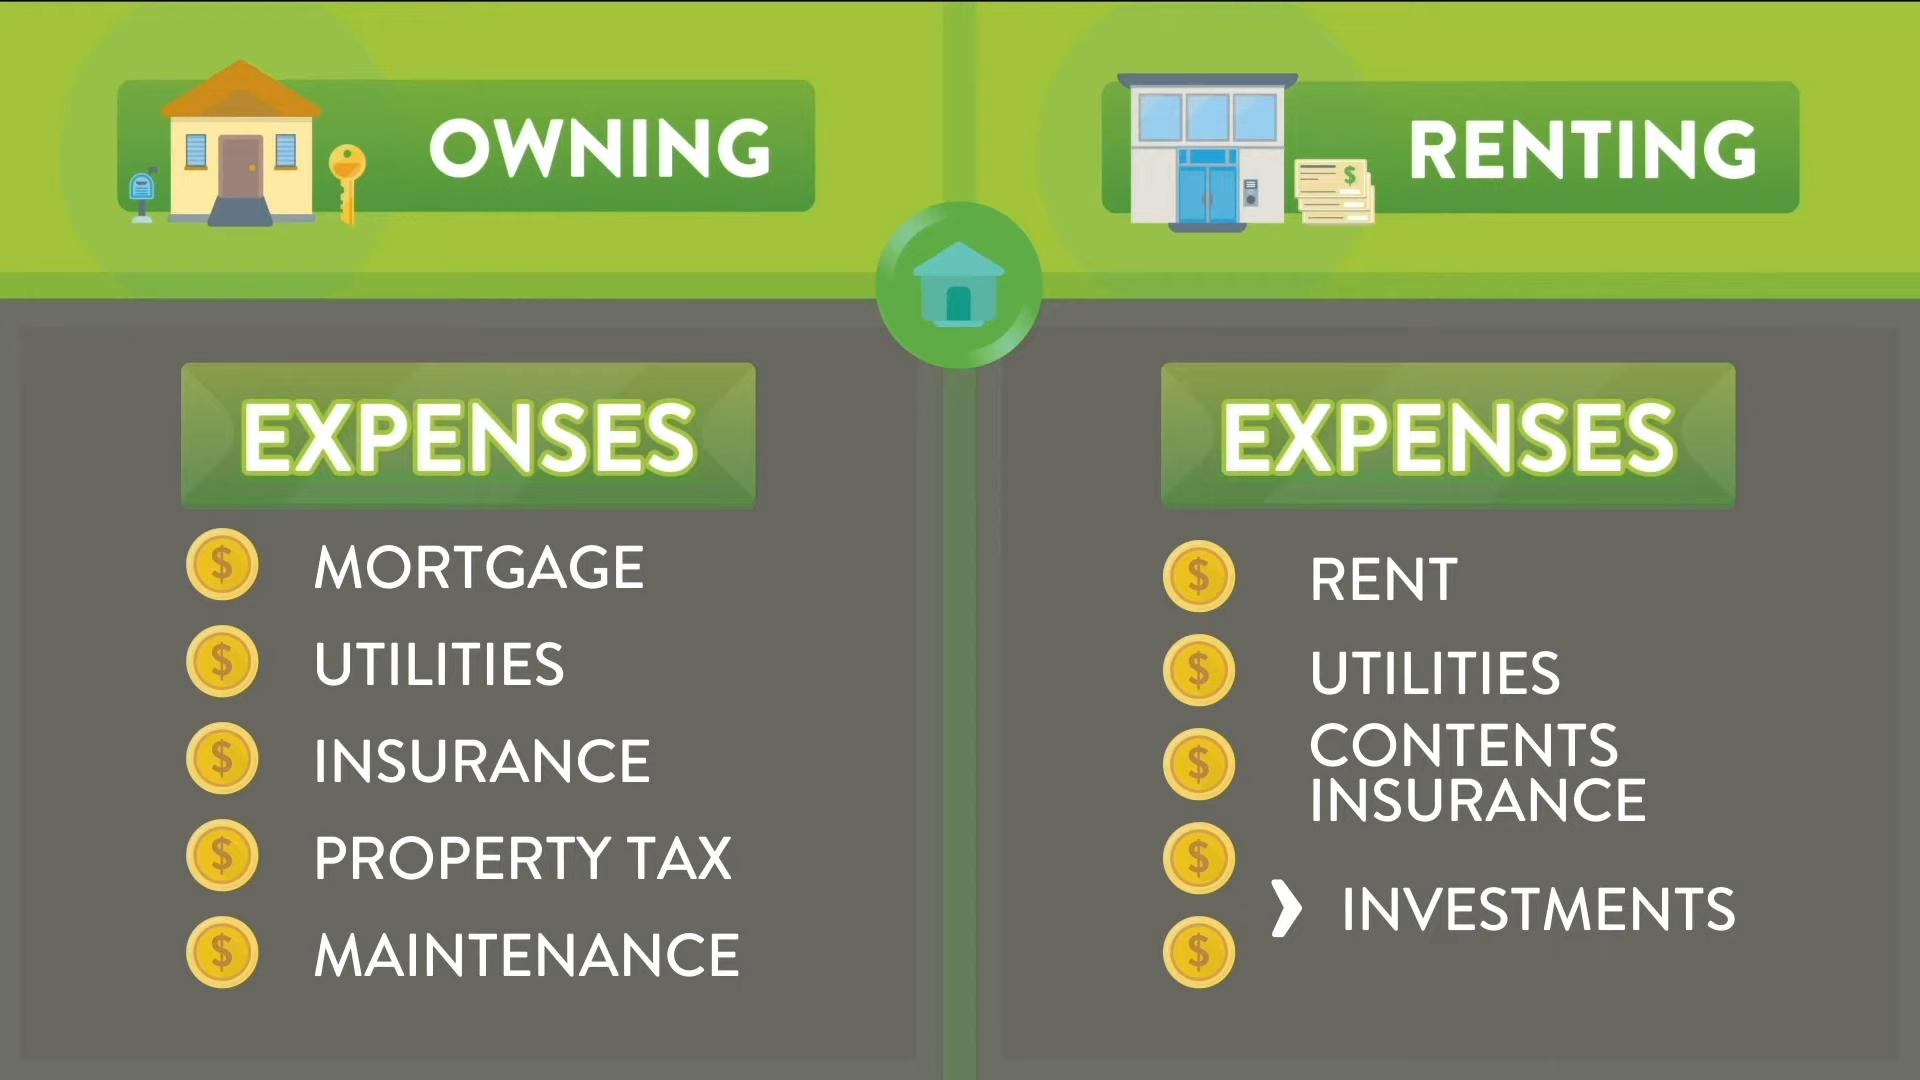 OWNING
RENTING
EXPENSES
$ MORTGAGE
$ UTILITIES
$ INSURANCE
$ PROPERTY TAX
$ MAINTENANCE
$
EXPENSES
$ RENT
$ UTILITIES
$ CONTENTS
INSURANCE
$
❯ INVESTMENTS
$